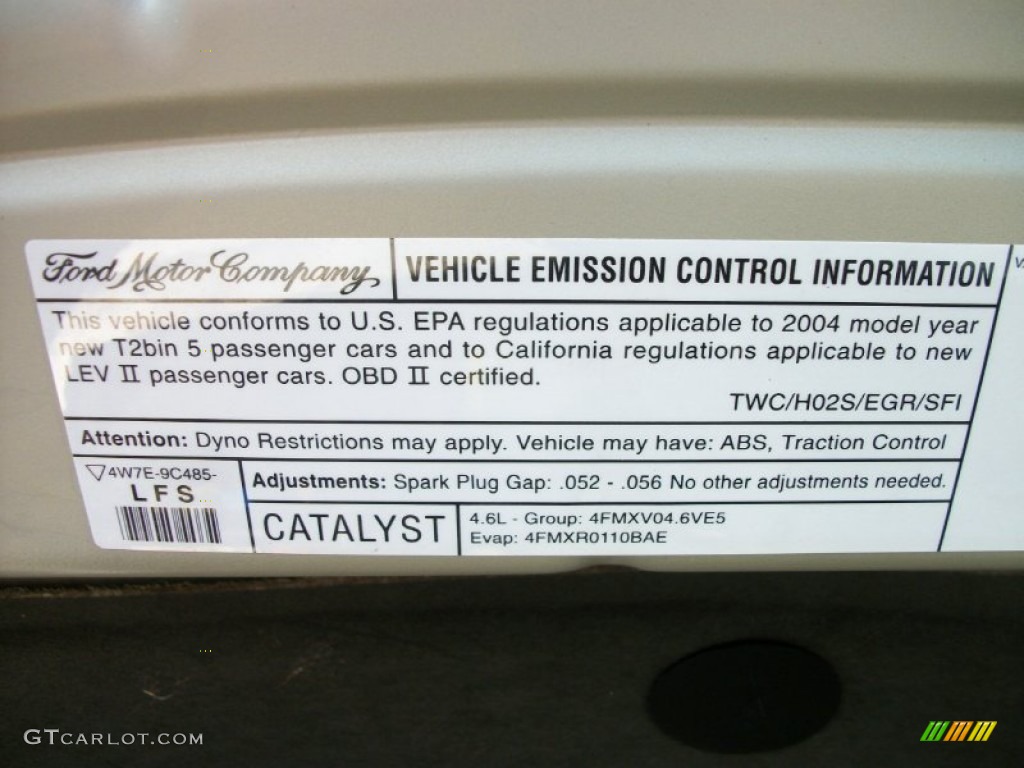 Ford Motor Company
VEHICLE EMISSION CONTROL INFORMATION
This vehicle conforms to U.S. EPA regulations applicable to 2004 model year
new T2bin 5 passenger cars and to California regulations applicable to new
LEV II passenger cars. OBD II certified.
TWC/H02S/EGR/SFI
Attention: Dyno Restrictions may apply. Vehicle may have: ABS, Traction Control
4W7E-9C485-
LFS
Adjustments: Spark Plug Gap: .052 - .056 No other adjustments needed.
CATALYST
4.6L - Group: 4FMXV04.6VE5
Evap: 4FMXR0110BAE
GTCARLOT.COM